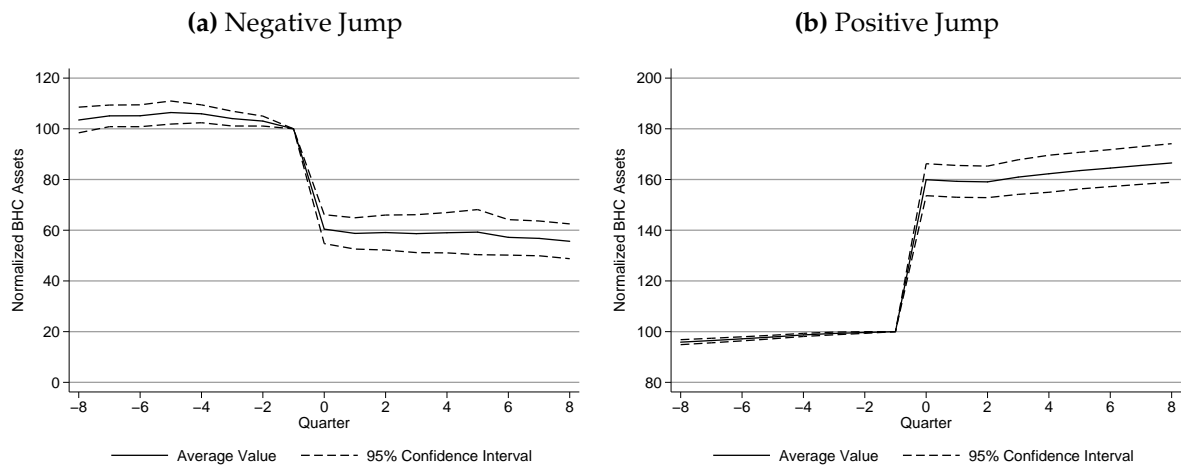 (a) Negative Jump
120
100
80
60
40
20
0
Normalized BHC Assets
−8 −6 −4 −2 0 2 4 6 8
Quarter
Average Value 95% Confidence Interval
(b) Positive Jump
200
180
160
140
120
100
80
Normalized BHC Assets
−8 −6 −4 −2 0 2 4 6 8
Quarter
Average Value 95% Confidence Interval